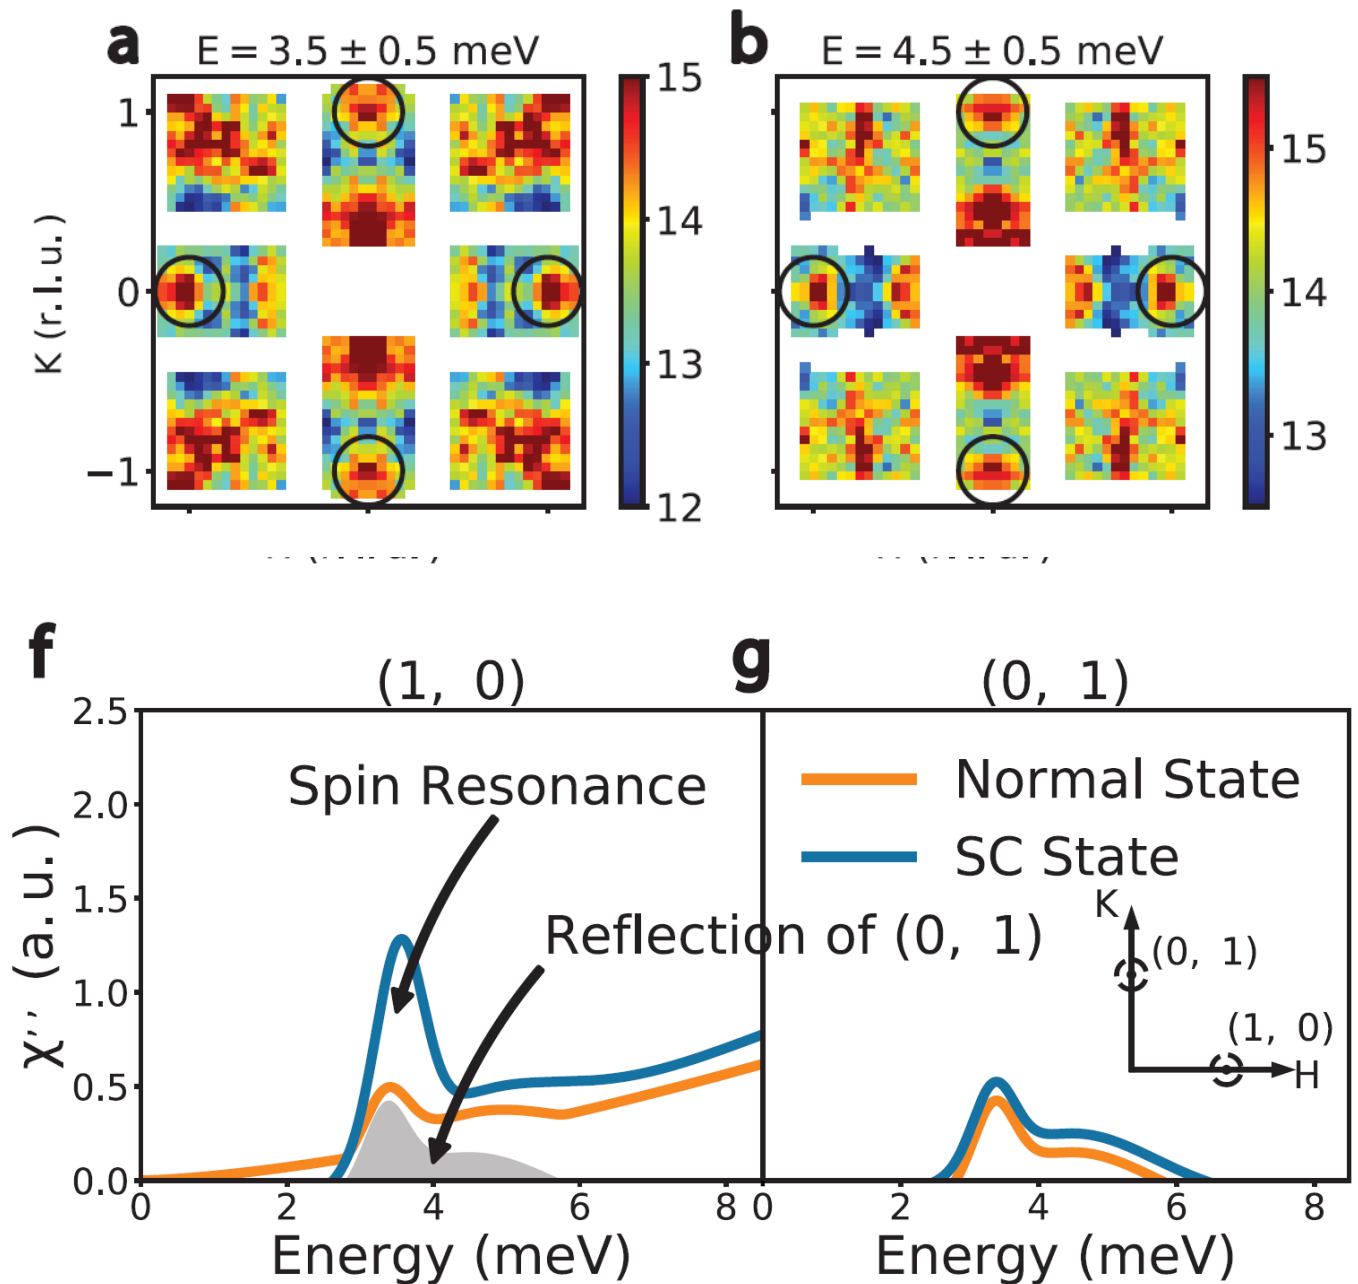 a
E = 3.5 ± 0.5 meV
b
E = 4.5 ± 0.5 meV
K (r.l.u.)
1
0
−1
15
14
13
12
15
14
13
f
(1, 0)
g
(0, 1)
χ′′ (a.u.)
2.5
2.0
1.5
1.0
0.5
0.0
Spin Resonance
Reflection of (0, 1)
Normal State
SC State
K
(0, 1)
(1, 0)
H
0 2 4 6 8
0 2 4 6 8
Energy (meV)
Energy (meV)